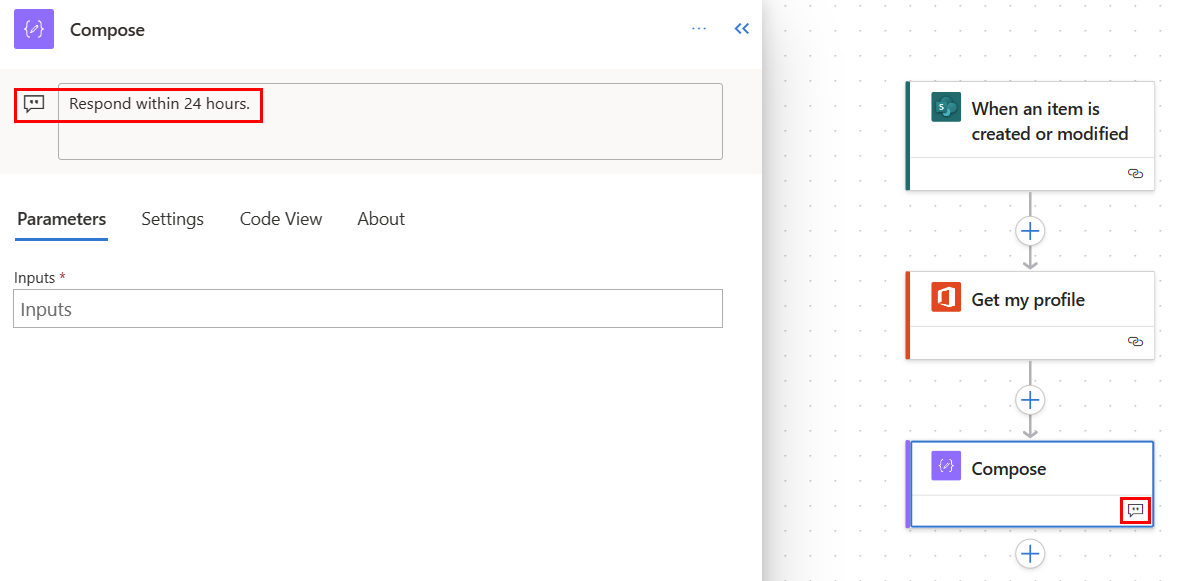 Compose
Respond within 24 hours.
Parameters
Settings
Code View
About
Inputs *
Inputs
When an item is
created or modified
Get my profile
Compose